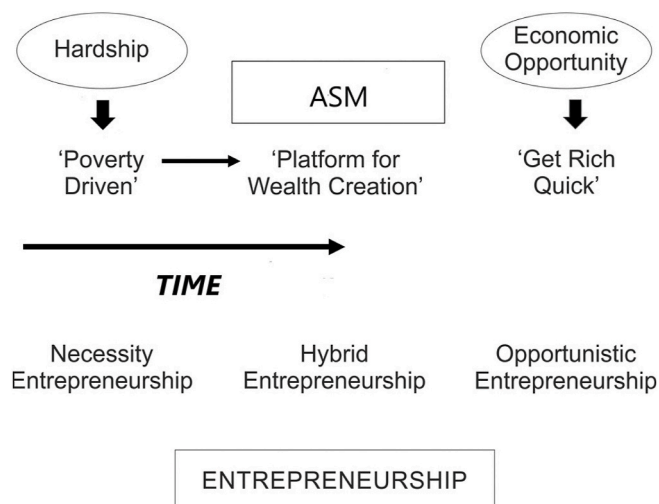 Hardship
Economic
Opportunity
ASM
‘Poverty
Driven’
‘Platform for
Wealth Creation’
‘Get Rich
Quick’
TIME
Necessity
Entrepreneurship
Hybrid
Entrepreneurship
Opportunistic
Entrepreneurship
ENTREPRENEURSHIP